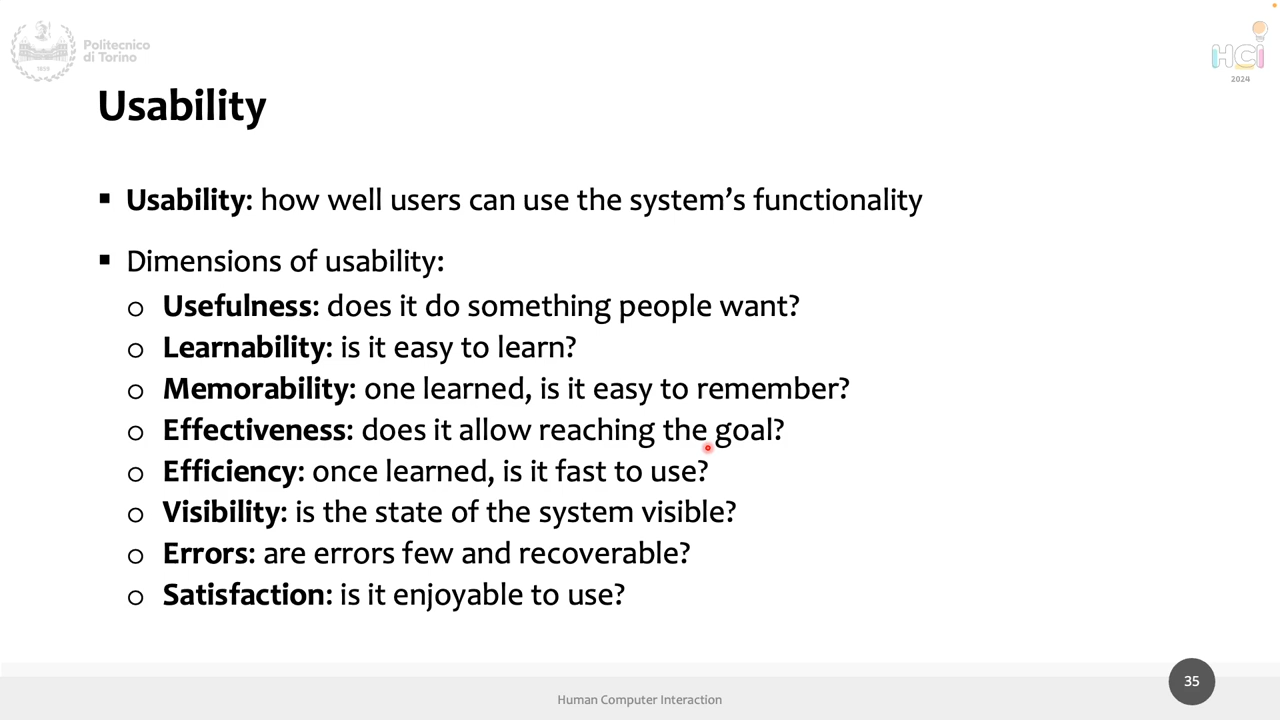 Politecnico
di Torino
1859
HCI
2024
Usability
▪ Usability: how well users can use the system’s functionality
▪ Dimensions of usability:
o Usefulness: does it do something people want?
o Learnability: is it easy to learn?
o Memorability: one learned, is it easy to remember?
o Effectiveness: does it allow reaching the goal?
o Efficiency: once learned, is it fast to use?
o Visibility: is the state of the system visible?
o Errors: are errors few and recoverable?
o Satisfaction: is it enjoyable to use?
Human Computer Interaction
35